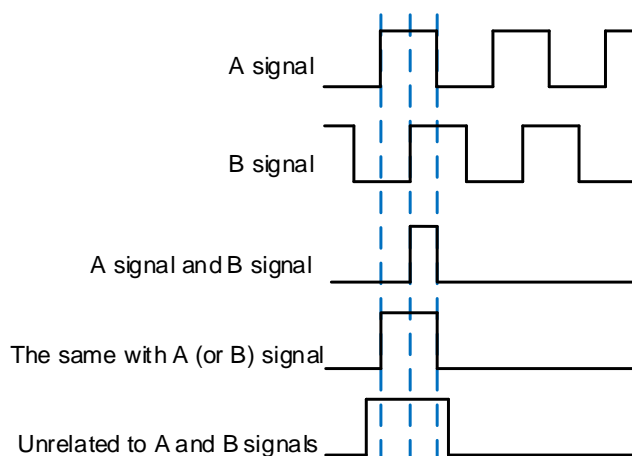 A signal
B signal
A signal and B signal
The same with A (or B) signal
Unrelated to A and B signals